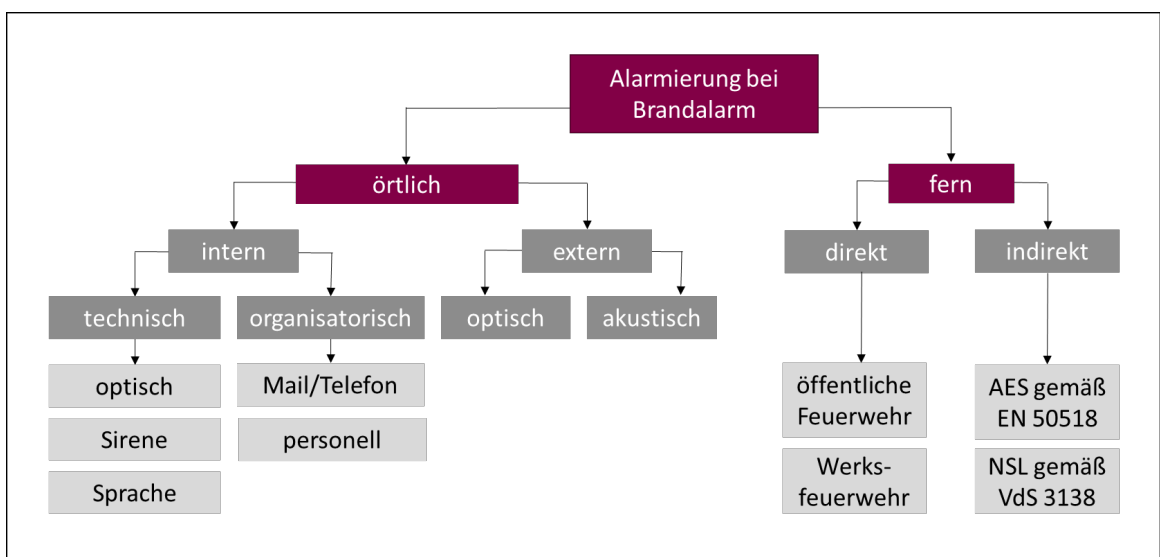 Alarmierung bei
Brandalarm
örtlich
fern
intern
extern
direkt
indirekt
technisch
organisatorisch
optisch
akustisch
optisch
Mail/Telefon
öffentliche
Feuerwehr
AES gemäß
EN 50518
Sirene
personell
Sprache
Werks-
feuerwehr
NSL gemäß
VdS 3138